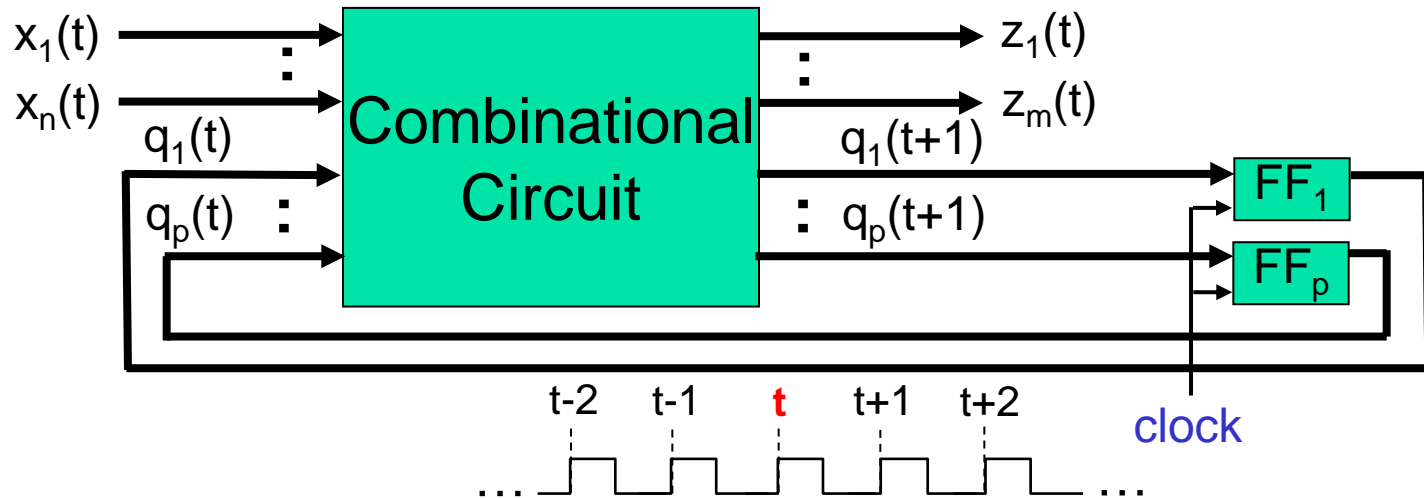 x₁(t)
z₁(t)
:
:
xₙ(t)
zₘ(t)
Combinational
Circuit
q₁(t)
q₁(t+1)
FF₁
qₚ(t)
:
:
qₚ(t+1)
FFₚ
t-2 t-1 t t+1 t+2
clock
... ...